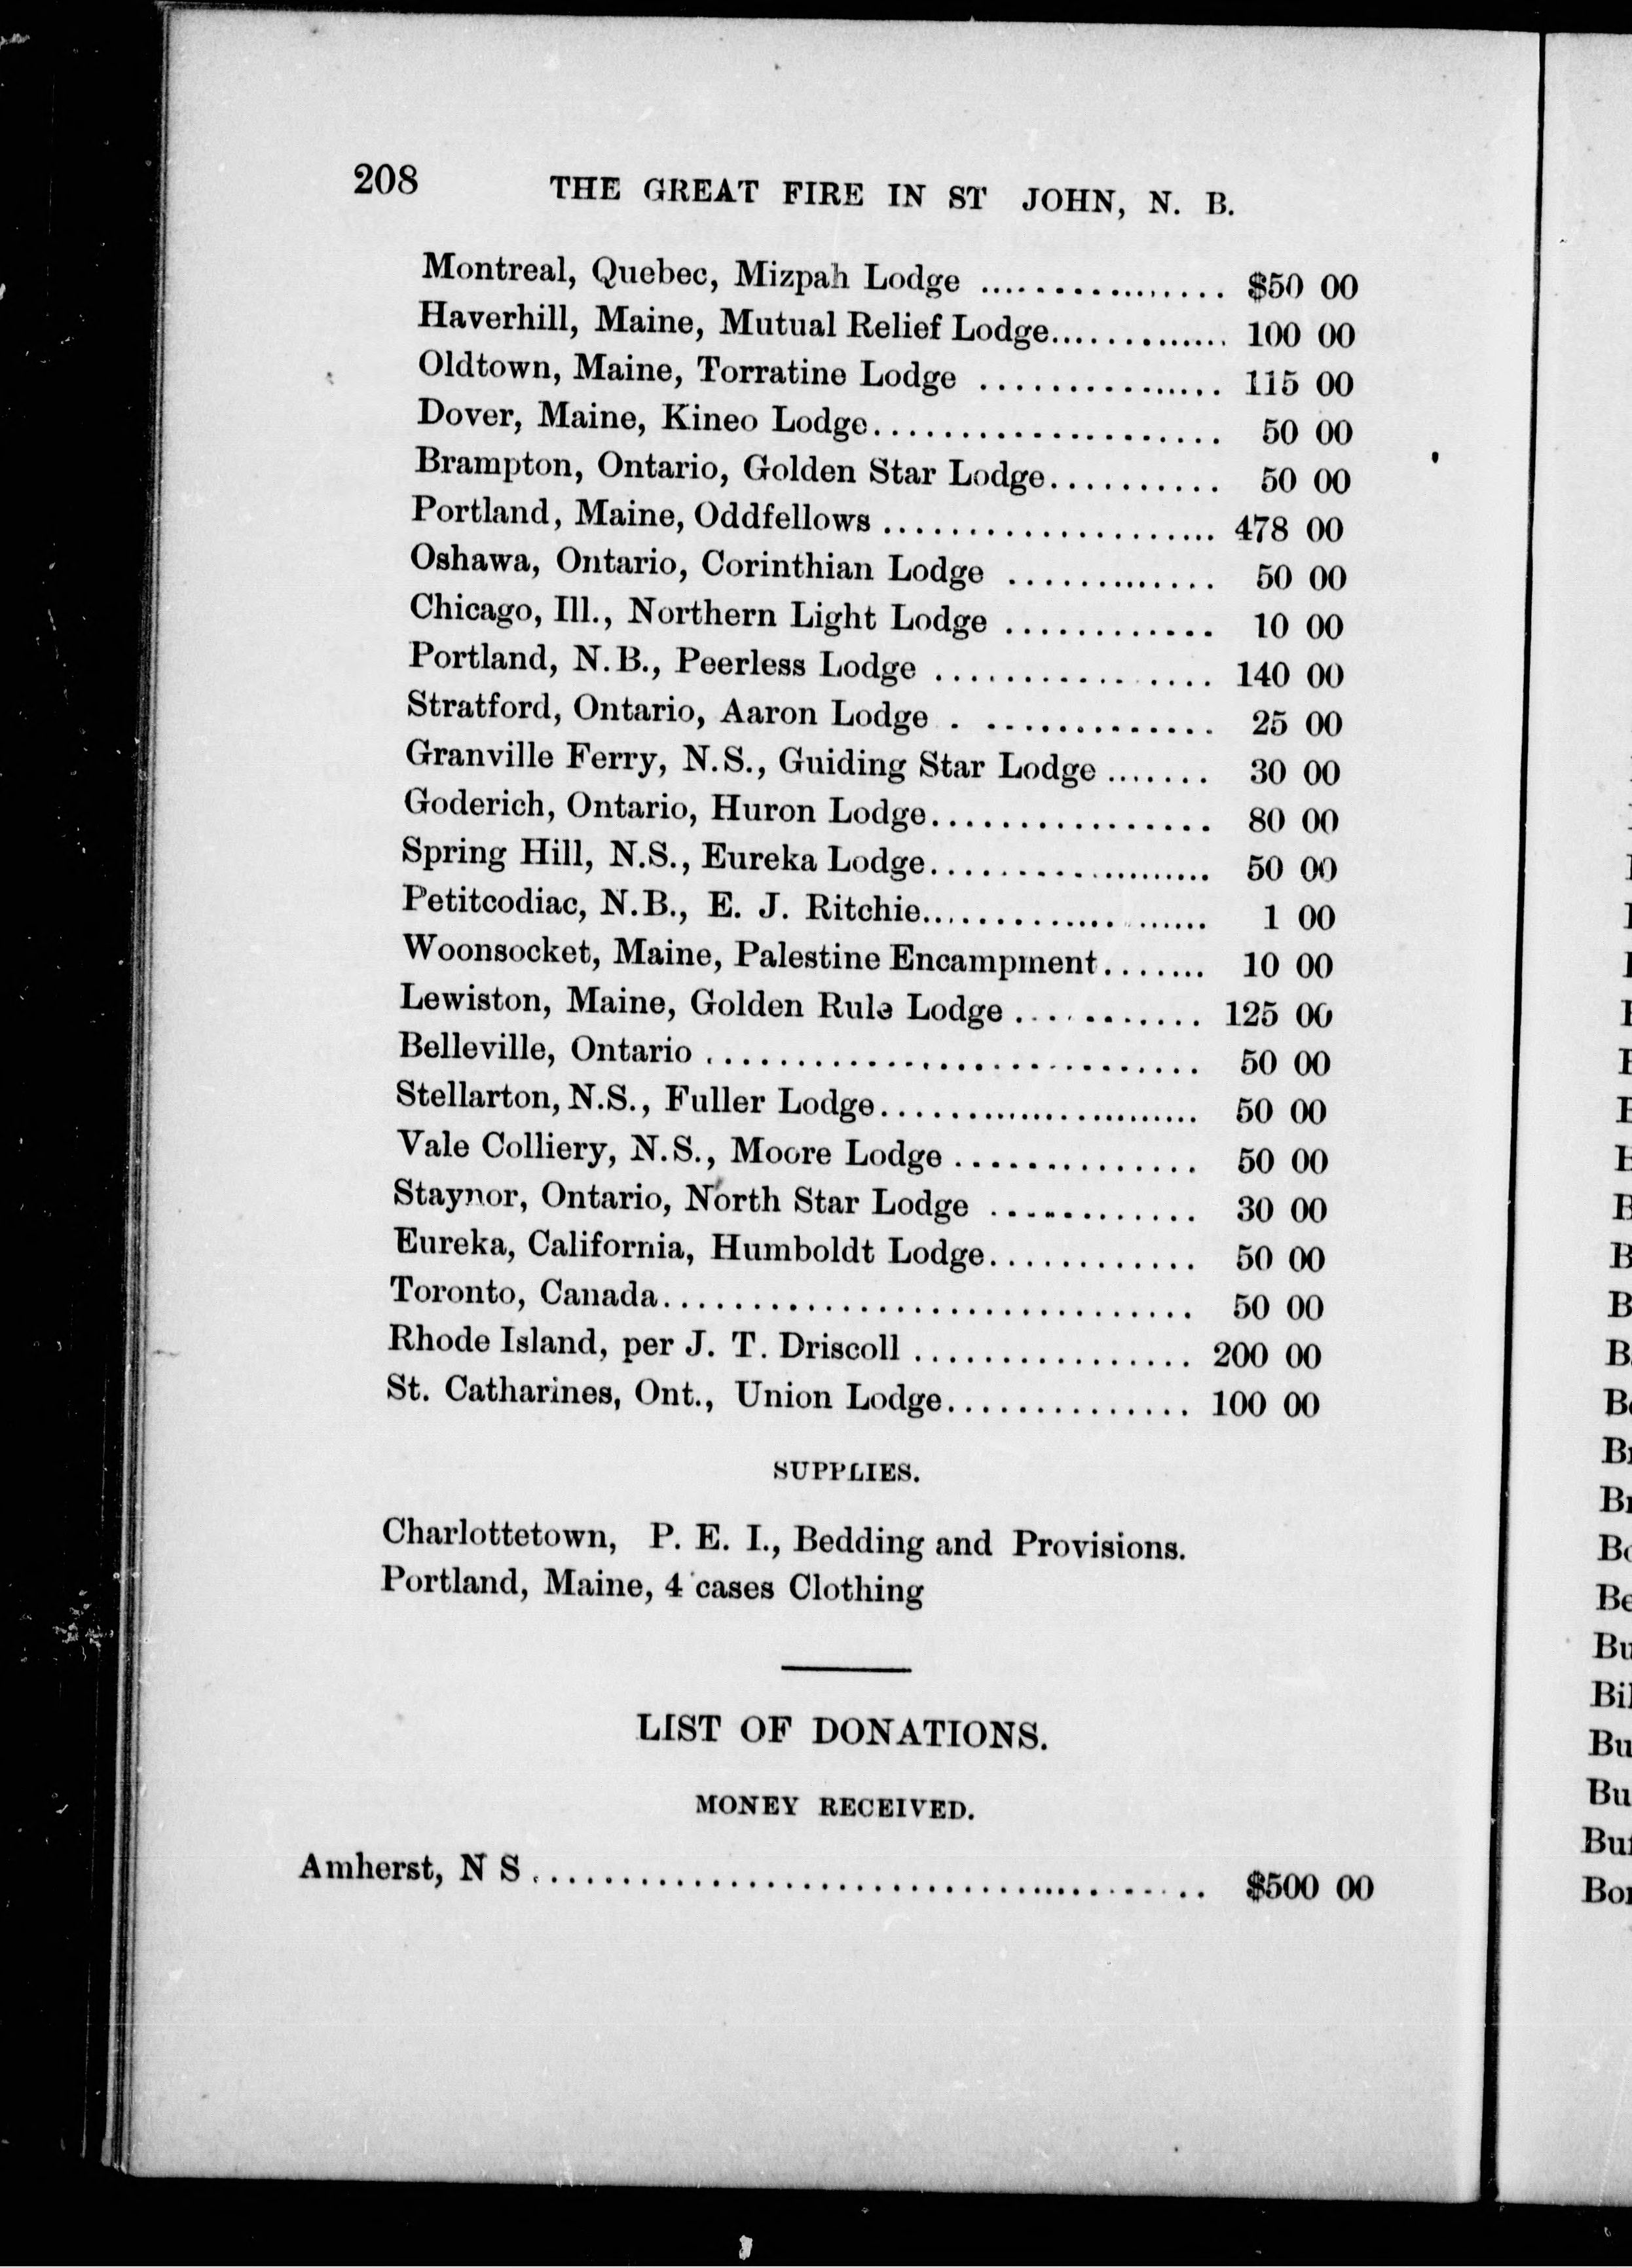 208 THE GREAT FIRE IN ST JOHN, N. B.
Montreal, Quebec, Mizpah Lodge ................ $50 00
Haverhill, Maine, Mutual Relief Lodge............. 100 00
Oldtown, Maine, Torratine Lodge ................ 115 00
Dover, Maine, Kineo Lodge..................... 50 00
Brampton, Ontario, Golden Star Lodge.......... 50 00
Portland, Maine, Oddfellows .................... 478 00
Oshawa, Ontario, Corinthian Lodge ............. 50 00
Chicago, Ill., Northern Light Lodge ............ 10 00
Portland, N.B., Peerless Lodge ................ 140 00
Stratford, Ontario, Aaron Lodge . ............. 25 00
Granville Ferry, N.S., Guiding Star Lodge ....... 30 00
Goderich, Ontario, Huron Lodge................ 80 00
Spring Hill, N.S., Eureka Lodge.................... 50 00
Petitcodiac, N.B., E. J. Ritchie.................... 1 00
Woonsocket, Maine, Palestine Encampment....... 10 00
Lewiston, Maine, Golden Rule Lodge ........... 125 00
Belleville, Ontario ............................ 50 00
Stellarton, N.S., Fuller Lodge....................... 50 00
Vale Colliery, N.S., Moore Lodge .............. 50 00
Staynor, Ontario, North Star Lodge ............ 30 00
Eureka, California, Humboldt Lodge............ 50 00
Toronto, Canada............................... 50 00
Rhode Island, per J. T. Driscoll ................ 200 00
St. Catharines, Ont., Union Lodge.............. 100 00
SUPPLIES.
Charlottetown, P. E. I., Bedding and Provisions.
Portland, Maine, 4 cases Clothing
LIST OF DONATIONS.
MONEY RECEIVED.
Amherst, N S...................................... $500 00